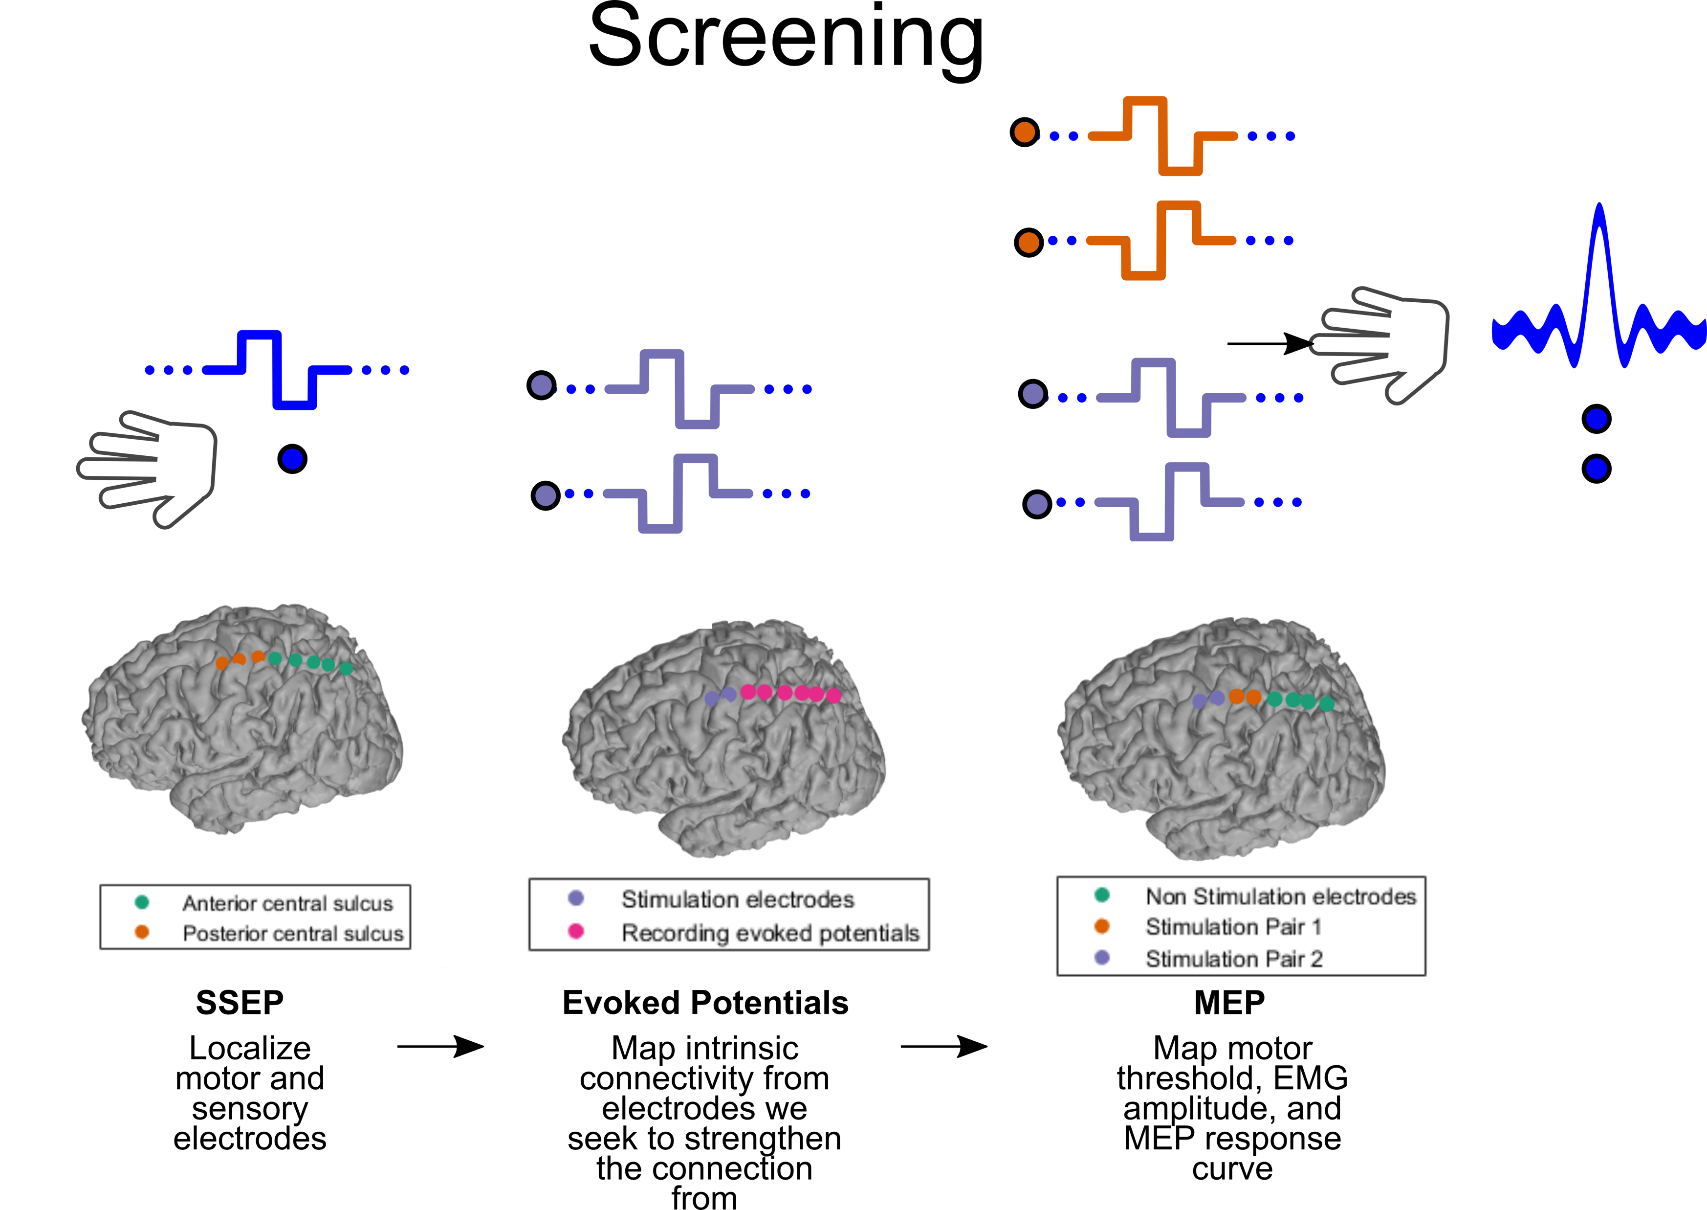 Screening
Anterior central sulcus
Posterior central sulcus
Stimulation electrodes
Recording evoked potentials
Non Stimulation electrodes
Stimulation Pair 1
Stimulation Pair 2
SSEP
Localize
motor and
sensory
electrodes
Evoked Potentials
Map intrinsic
connectivity from
electrodes we
seek to strengthen
the connection
from
MEP
Map motor
threshold, EMG
amplitude, and
MEP response
curve